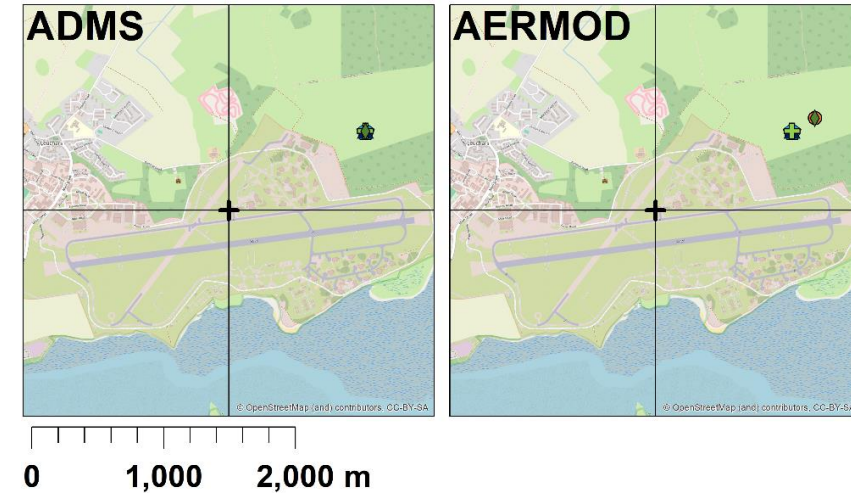 ADMS
AERMOD
© OpenStreetMap (and) contributors, CC-BY-SA
© OpenStreetMap (and) contributors, CC-BY-SA
0 1,000 2,000 m